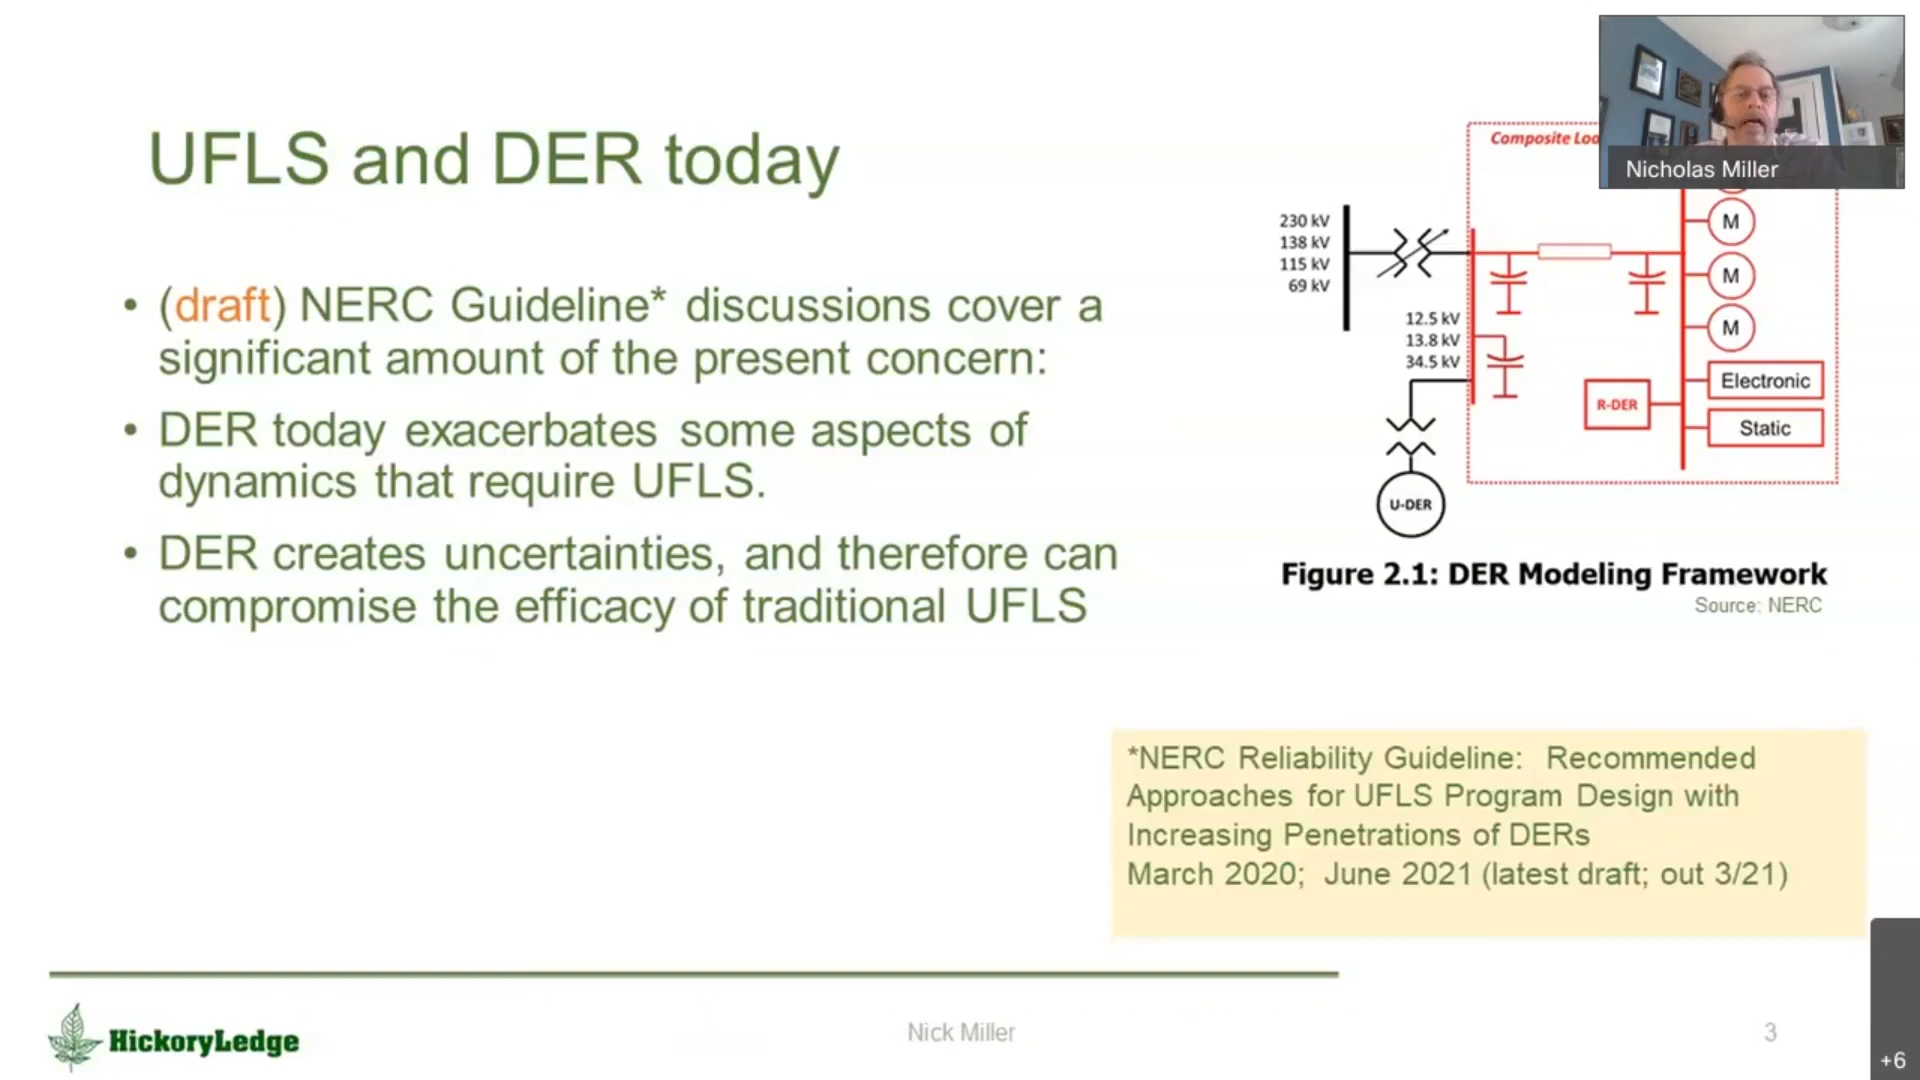 UFLS and DER today
• (draft) NERC Guideline* discussions cover a
significant amount of the present concern:
• DER today exacerbates some aspects of
dynamics that require UFLS.
• DER creates uncertainties, and therefore can
compromise the efficacy of traditional UFLS
Composite
Nicholas Miller
230 kV
138 kV
115 kV
69 kV
12.5 kV
13.8 kV
34.5 kV
M
M
M
Electronic
R-DER
Static
U-DER
Figure 2.1: DER Modeling Framework
Source: NERC
*NERC Reliability Guideline: Recommended
Approaches for UFLS Program Design with
Increasing Penetrations of DERs
March 2020; June 2021 (latest draft; out 3/21)
HickoryLedge
Nick Miller
3
+6